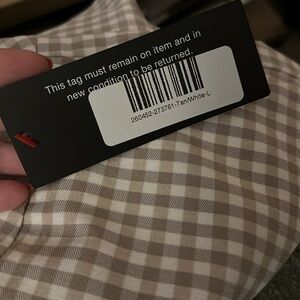 This tag must remain on item and in
new condition to be returned.
260452-273761-Tan/White-L